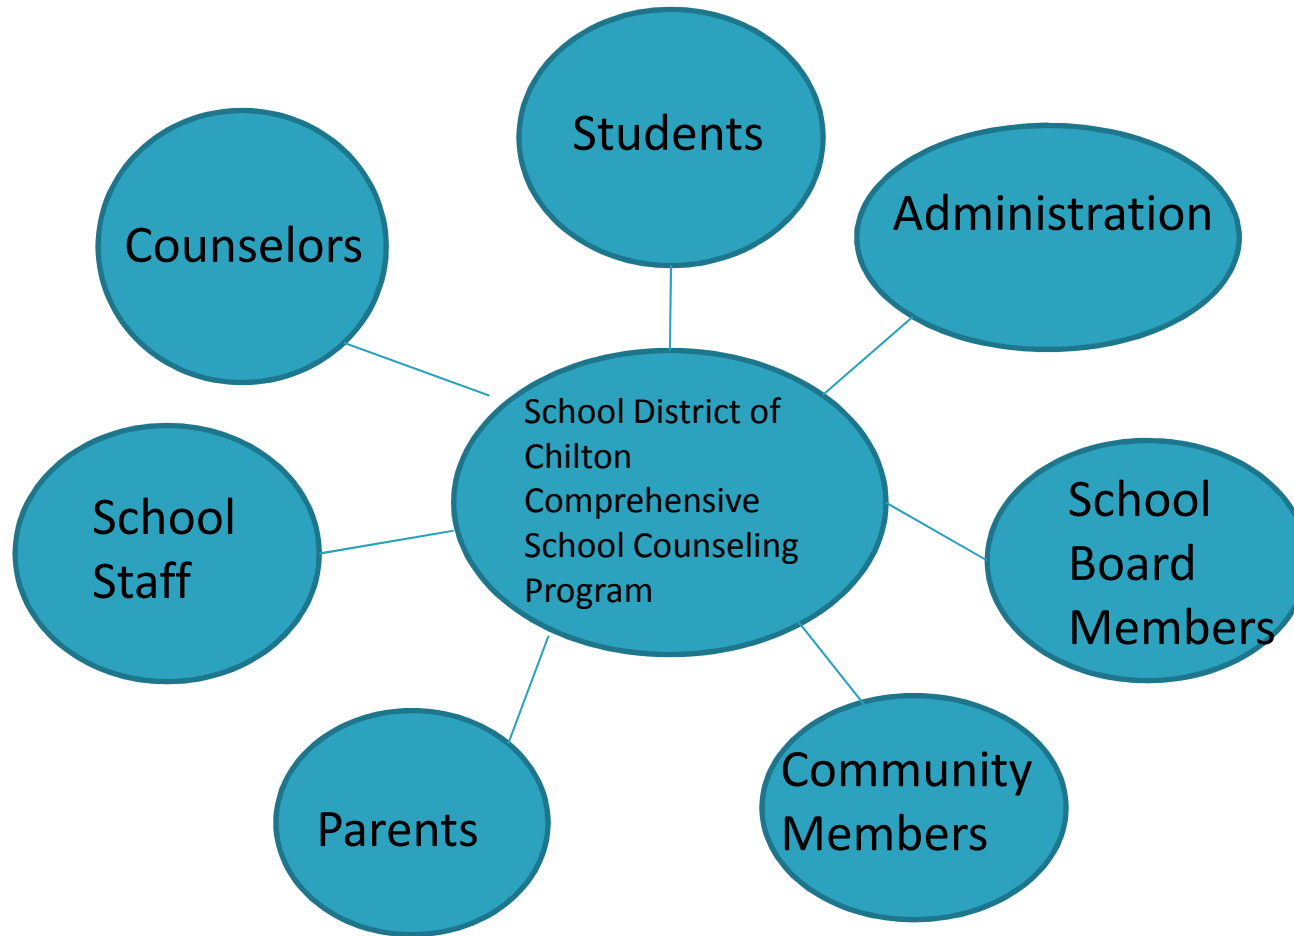 Students
Administration
Counselors
School District of
Chilton
Comprehensive
School Counseling
Program
School
Board
Members
School
Staff
Community
Members
Parents